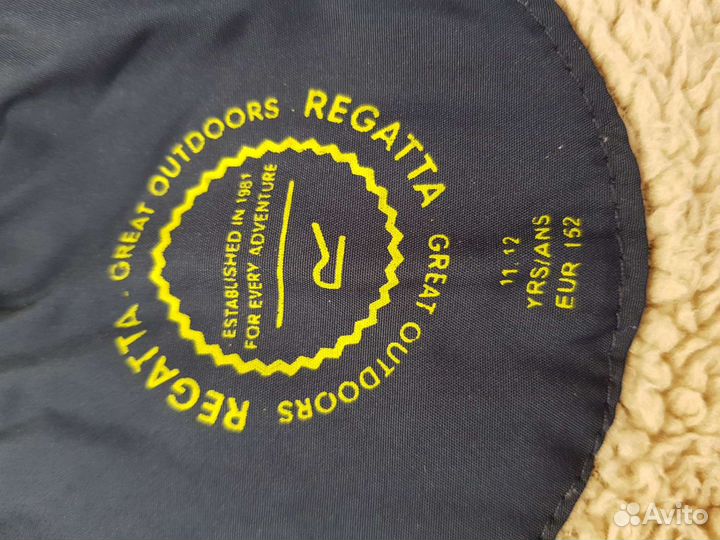 REGATTA · GREAT OUTDOORS ·
REGATTA · GREAT OUTDOORS ·
ESTABLISHED IN 1981
FOR EVERY ADVENTURE
R
11.12
YRS/ANS
EUR 152
Avito